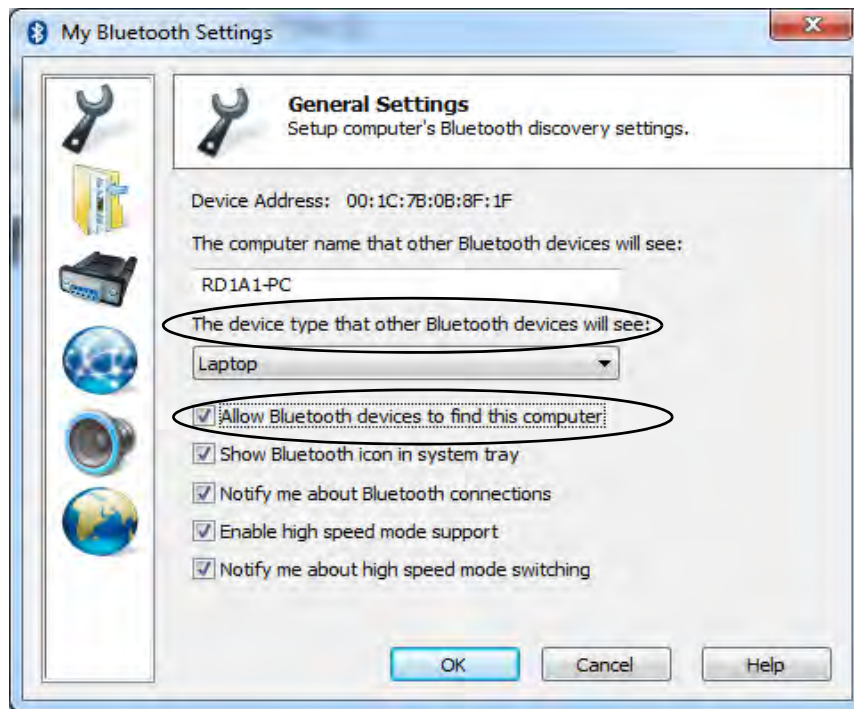 My Bluetooth Settings
General Settings
Setup computer's Bluetooth discovery settings.
Device Address: 00:1C:7B:0B:8F:1F
The computer name that other Bluetooth devices will see:
RD1A1-PC
The device type that other Bluetooth devices will see:
Laptop
Allow Bluetooth devices to find this computer
Show Bluetooth icon in system tray
Notify me about Bluetooth connections
Enable high speed mode support
Notify me about high speed mode switching
OK Cancel Help